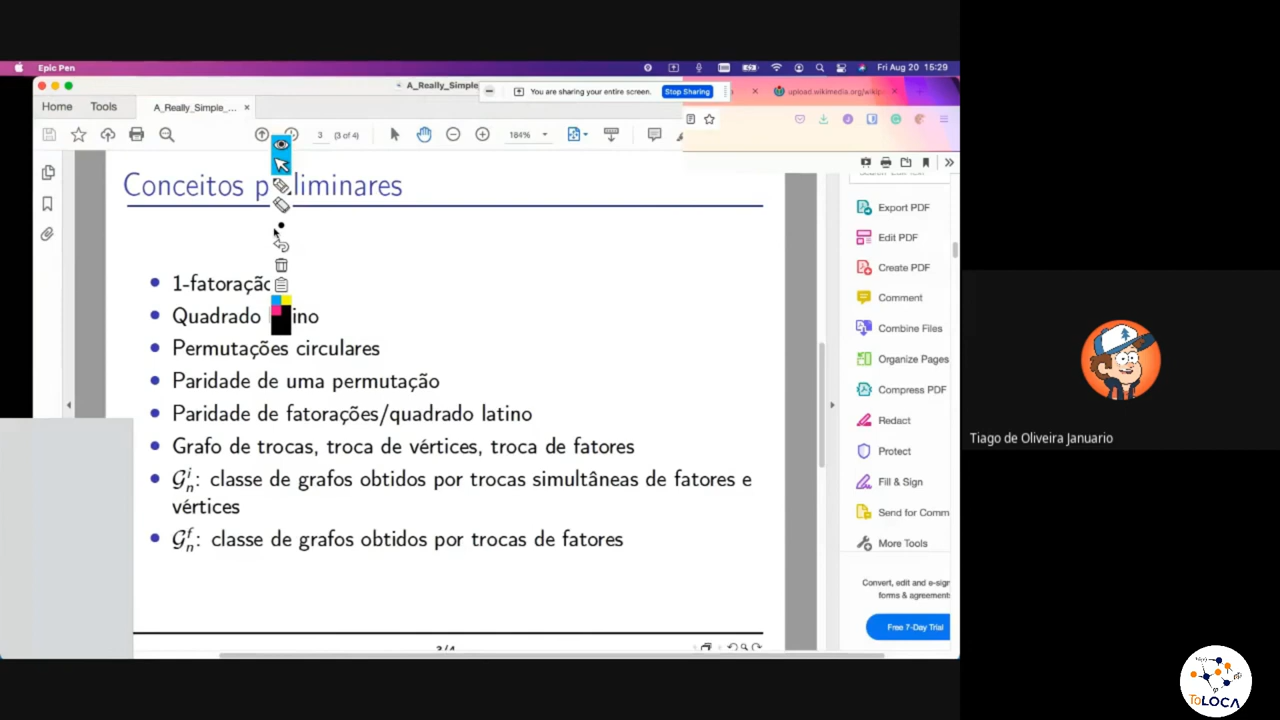 Epic Pen
Fri Aug 20 15:29
A_Really_Simple
You are sharing your entire screen.
Stop Sharing
upload.wikimedia.org/wikip
Home
Tools
A_Really_Simple_...
3
(3 of 4)
184%
Conceitos preliminares
Export PDF
Edit PDF
Create PDF
1-fatoração
Comment
Quadrado latino
Combine Files
Permutações circulares
Organize Pages
Paridade de uma permutação
Compress PDF
Paridade de fatorações/quadrado latino
Redact
Grafo de trocas, troca de vértices, troca de fatores
Protect
𝒢ⁱₙ: classe de grafos obtidos por trocas simultâneas de fatores e
vértices
Fill & Sign
Send for Comm
𝒢ᶠₙ: classe de grafos obtidos por trocas de fatores
More Tools
Convert, edit and e-sign
forms & agreements
Free 7-Day Trial
3/4
Tiago de Oliveira Januario
ToLOCA